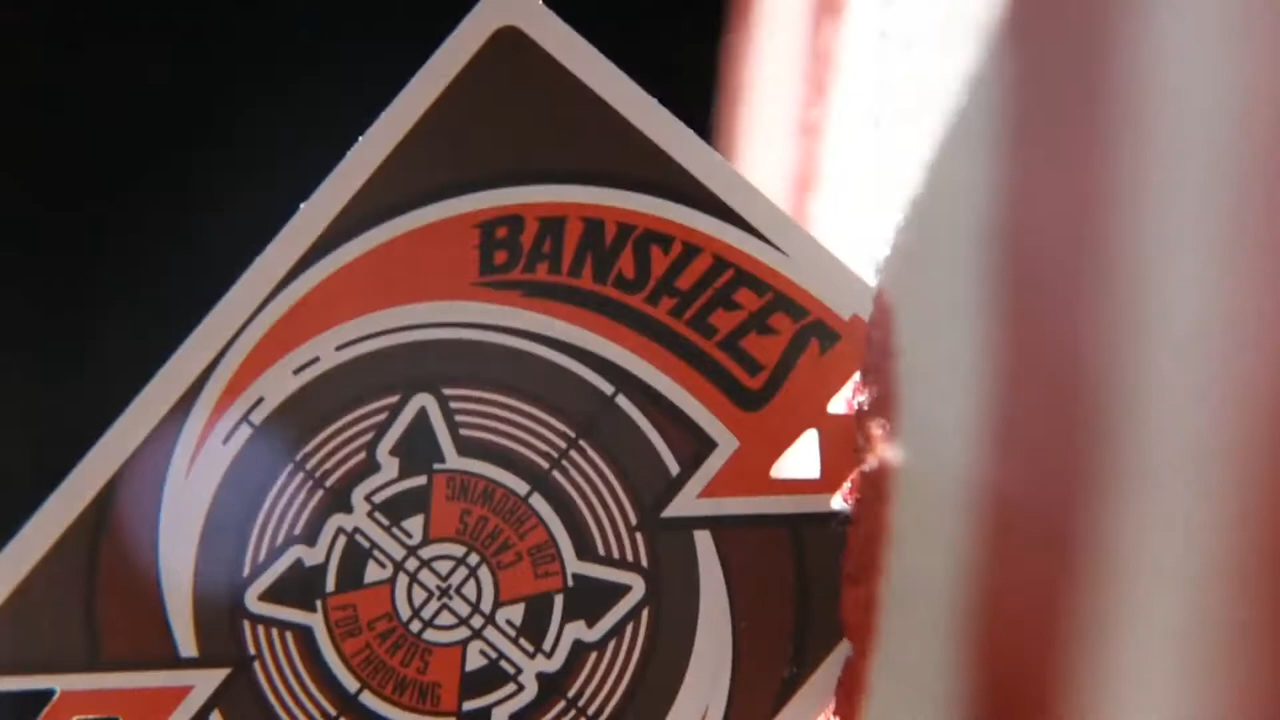 BANSHEES
CARDS
FOR THROWING
CARDS
FOR THROWING